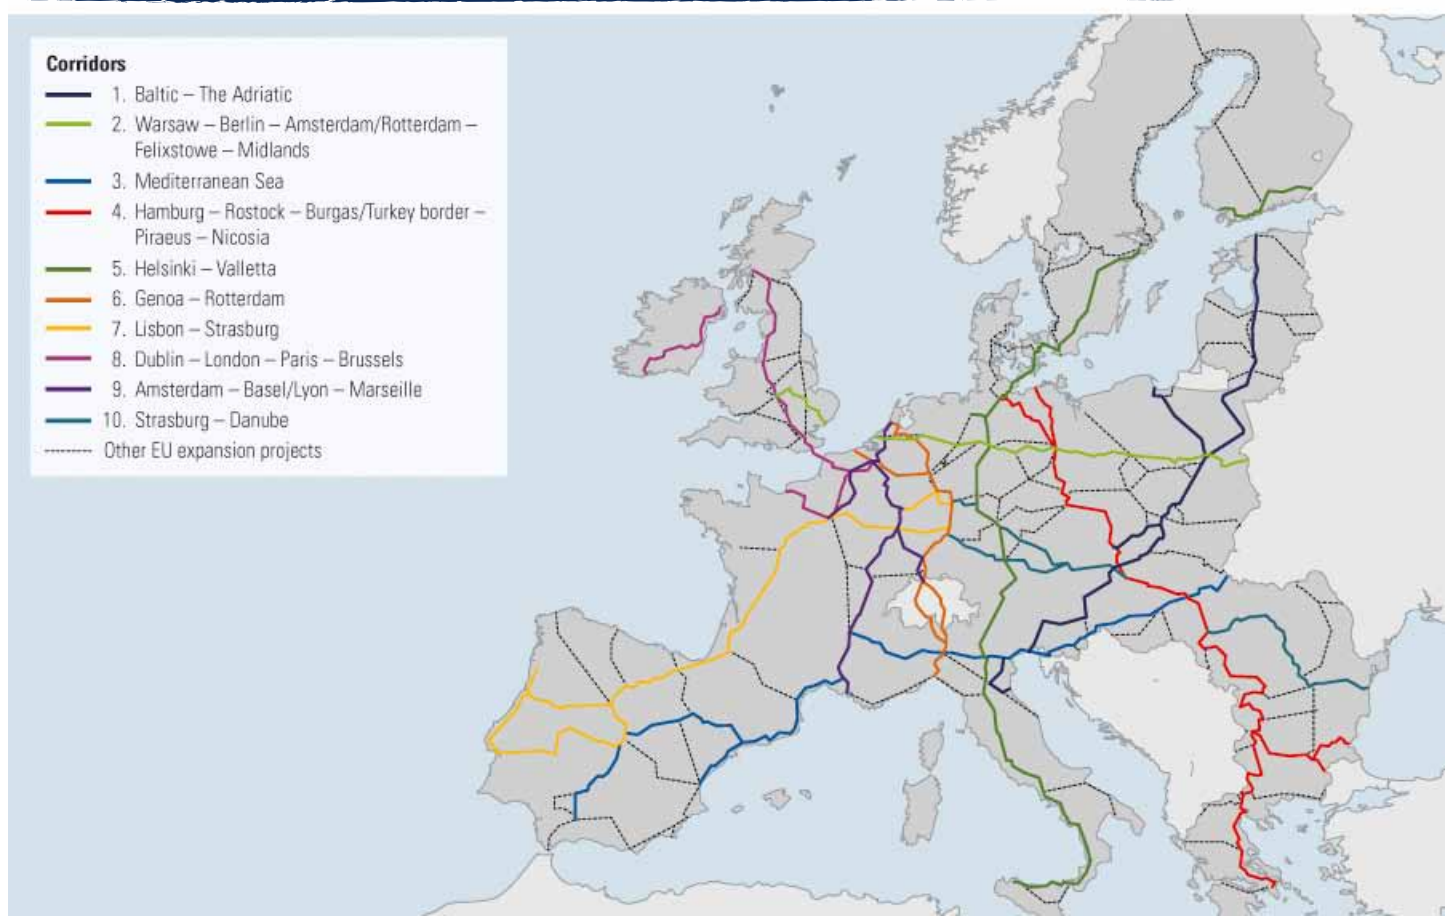 Corridors
1. Baltic – The Adriatic
2. Warsaw – Berlin – Amsterdam/Rotterdam –
Felixstowe – Midlands
3. Mediterranean Sea
4. Hamburg – Rostock – Burgas/Turkey border –
Piraeus – Nicosia
5. Helsinki – Valletta
6. Genoa – Rotterdam
7. Lisbon – Strasburg
8. Dublin – London – Paris – Brussels
9. Amsterdam – Basel/Lyon – Marseille
10. Strasburg – Danube
Other EU expansion projects